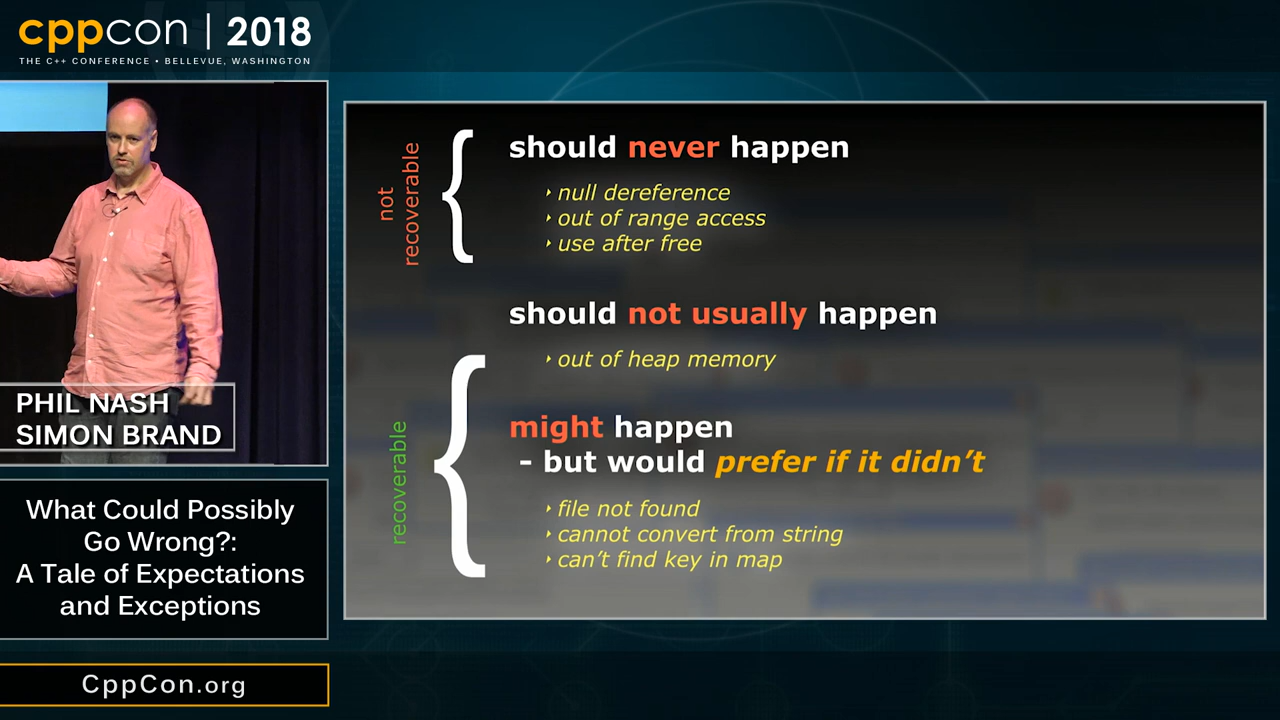 cppcon | 2018
THE C++ CONFERENCE • BELLEVUE, WASHINGTON
PHIL NASH
SIMON BRAND
What Could Possibly
Go Wrong?:
A Tale of Expectations
and Exceptions
CppCon.org
not
recoverable
should never happen
‣ null dereference
‣ out of range access
‣ use after free
should not usually happen
‣ out of heap memory
recoverable
might happen
- but would prefer if it didn’t
‣ file not found
‣ cannot convert from string
‣ can’t find key in map